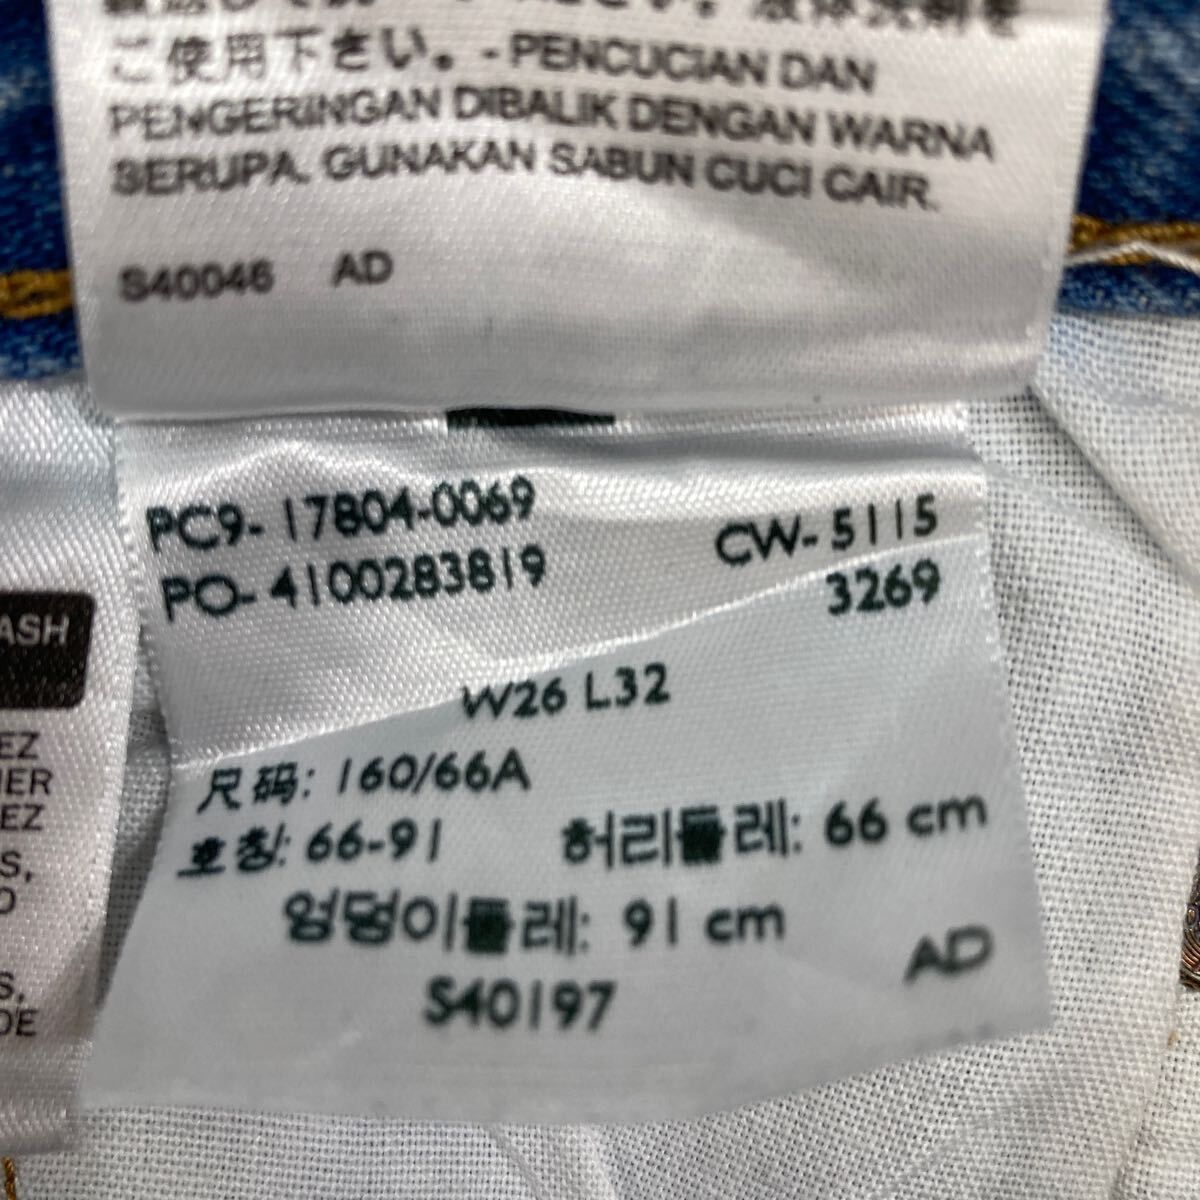 ご使用下さい。- PENCUCIAN DAN
PENGERINGAN DIBALIK DENGAN WARNA
SERUPA. GUNAKAN SABUN CUCI CAIR.
S40046 AD
PC9-17804-0069
CW-5115
PO-4100283819
3269
W26 L32
尺码: 160/66A
호칭: 66-91 허리둘레: 66 cm
엉덩이둘레: 91 cm
S40197 AD
ASH
EZ
IER
EZ
S,
O
S,
DE